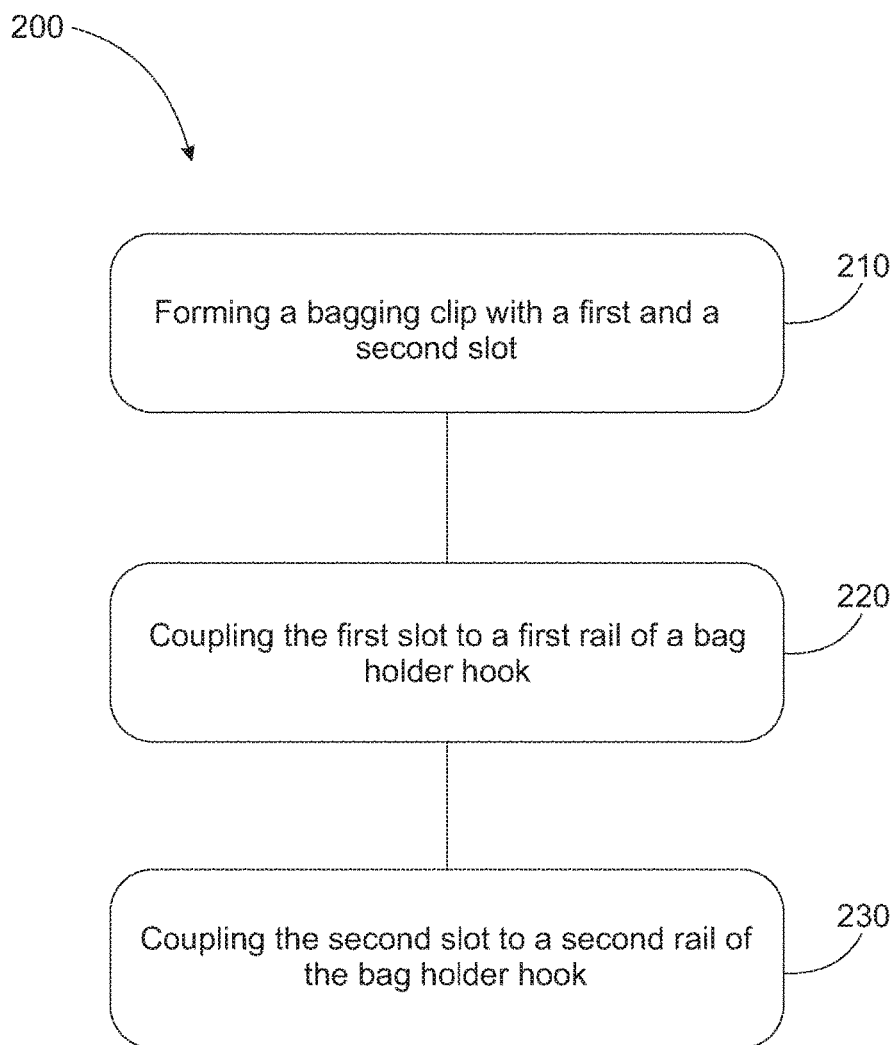 200
210
Forming a bagging clip with a first and a
second slot
220
Coupling the first slot to a first rail of a bag
holder hook
230
Coupling the second slot to a second rail of
the bag holder hook